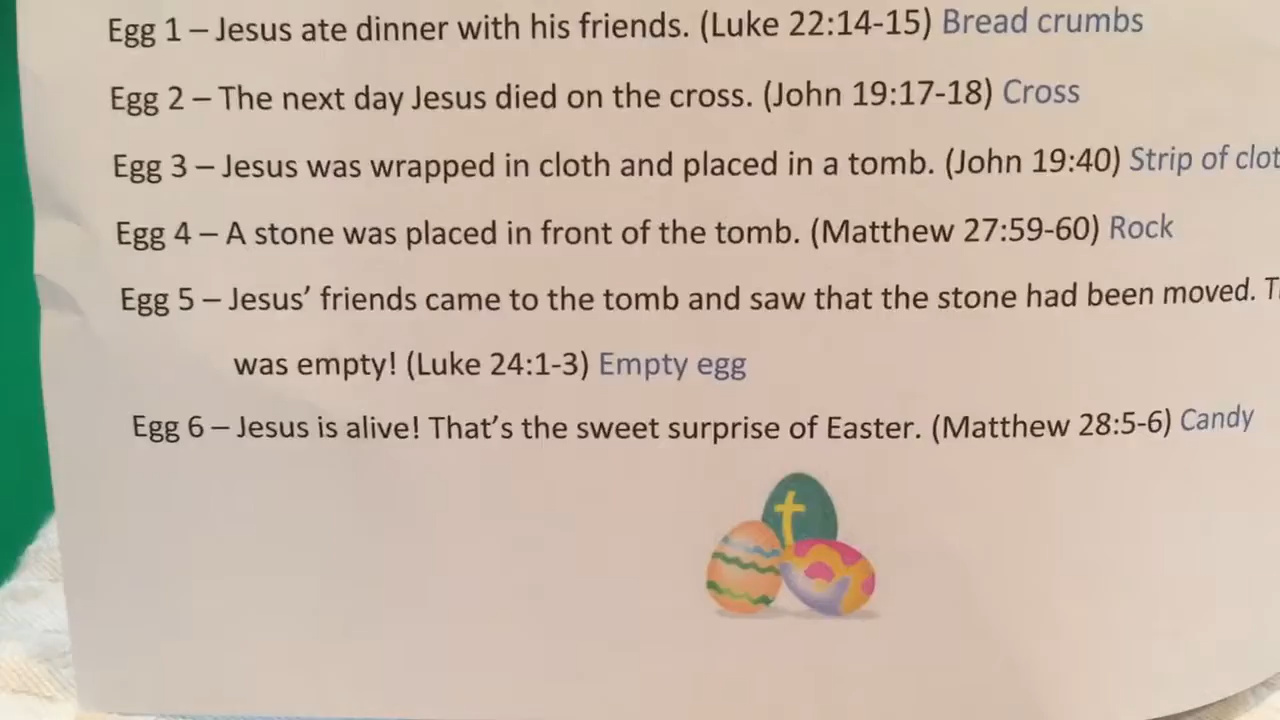 Egg 1 – Jesus ate dinner with his friends. (Luke 22:14-15) Bread crumbs
Egg 2 – The next day Jesus died on the cross. (John 19:17-18) Cross
Egg 3 – Jesus was wrapped in cloth and placed in a tomb. (John 19:40) Strip of
Egg 4 – A stone was placed in front of the tomb. (Matthew 27:59-60) Rock
Egg 5 – Jesus’ friends came to the tomb and saw that the stone had been moved.
was empty! (Luke 24:1-3) Empty egg
Egg 6 – Jesus is alive! That’s the sweet surprise of Easter. (Matthew 28:5-6) Candy